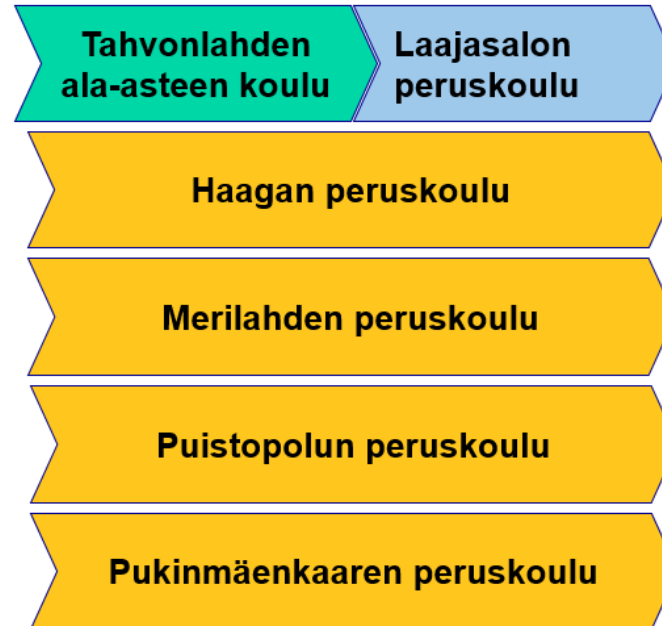 Tahvonlahden
ala-asteen koulu
Laajasalon
peruskoulu
Haagan peruskoulu
Merilahden peruskoulu
Puistopolun peruskoulu
Pukinmäenkaaren peruskoulu